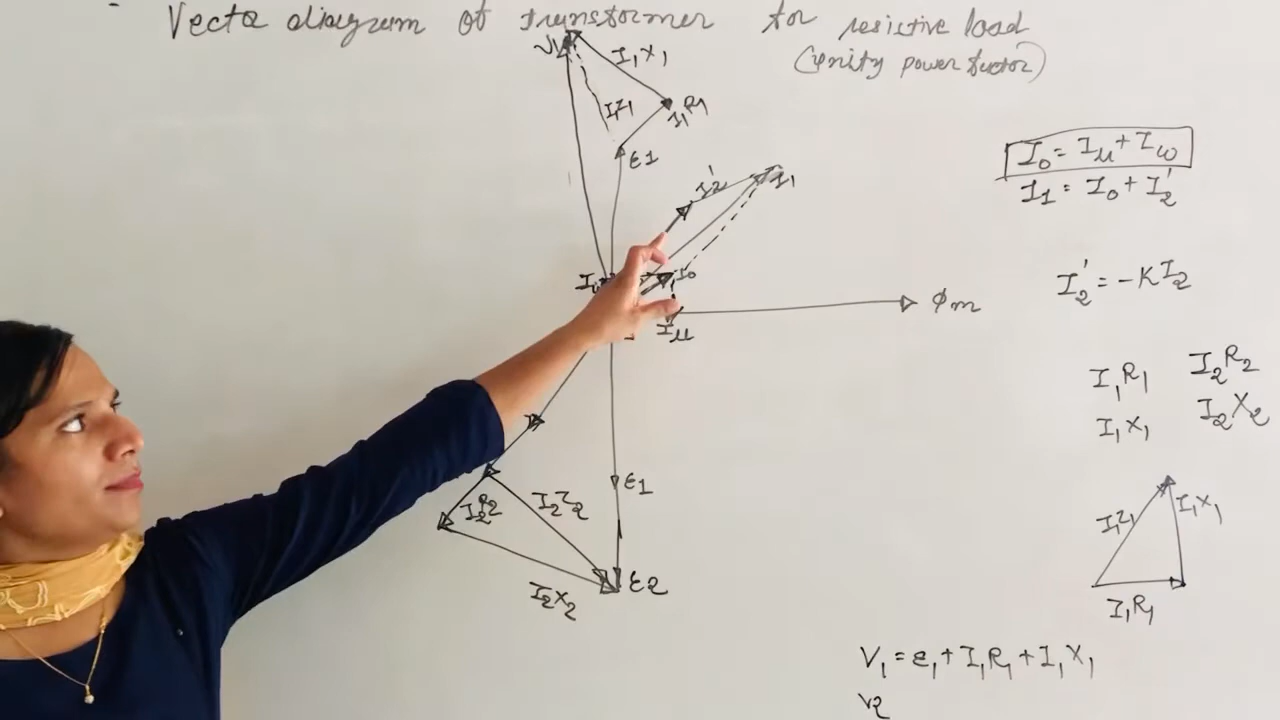 Vecto diagram of transformer for resistive load
(unity power factor)
V1
I1X1
I1Z1
I1R1
E1
I2'
I1
I0
Iμ
ϕm
E1
I2R2
I2Z2
I2X2
E2
I0 = Iμ + Iω
I1 = I0 + I2'
I2' = -KI2
I1R1 I2R2
I1X1 I2X2
I1Z1 I1X1
I1R1
V1 = E1 + I1R1 + I1X1
V2